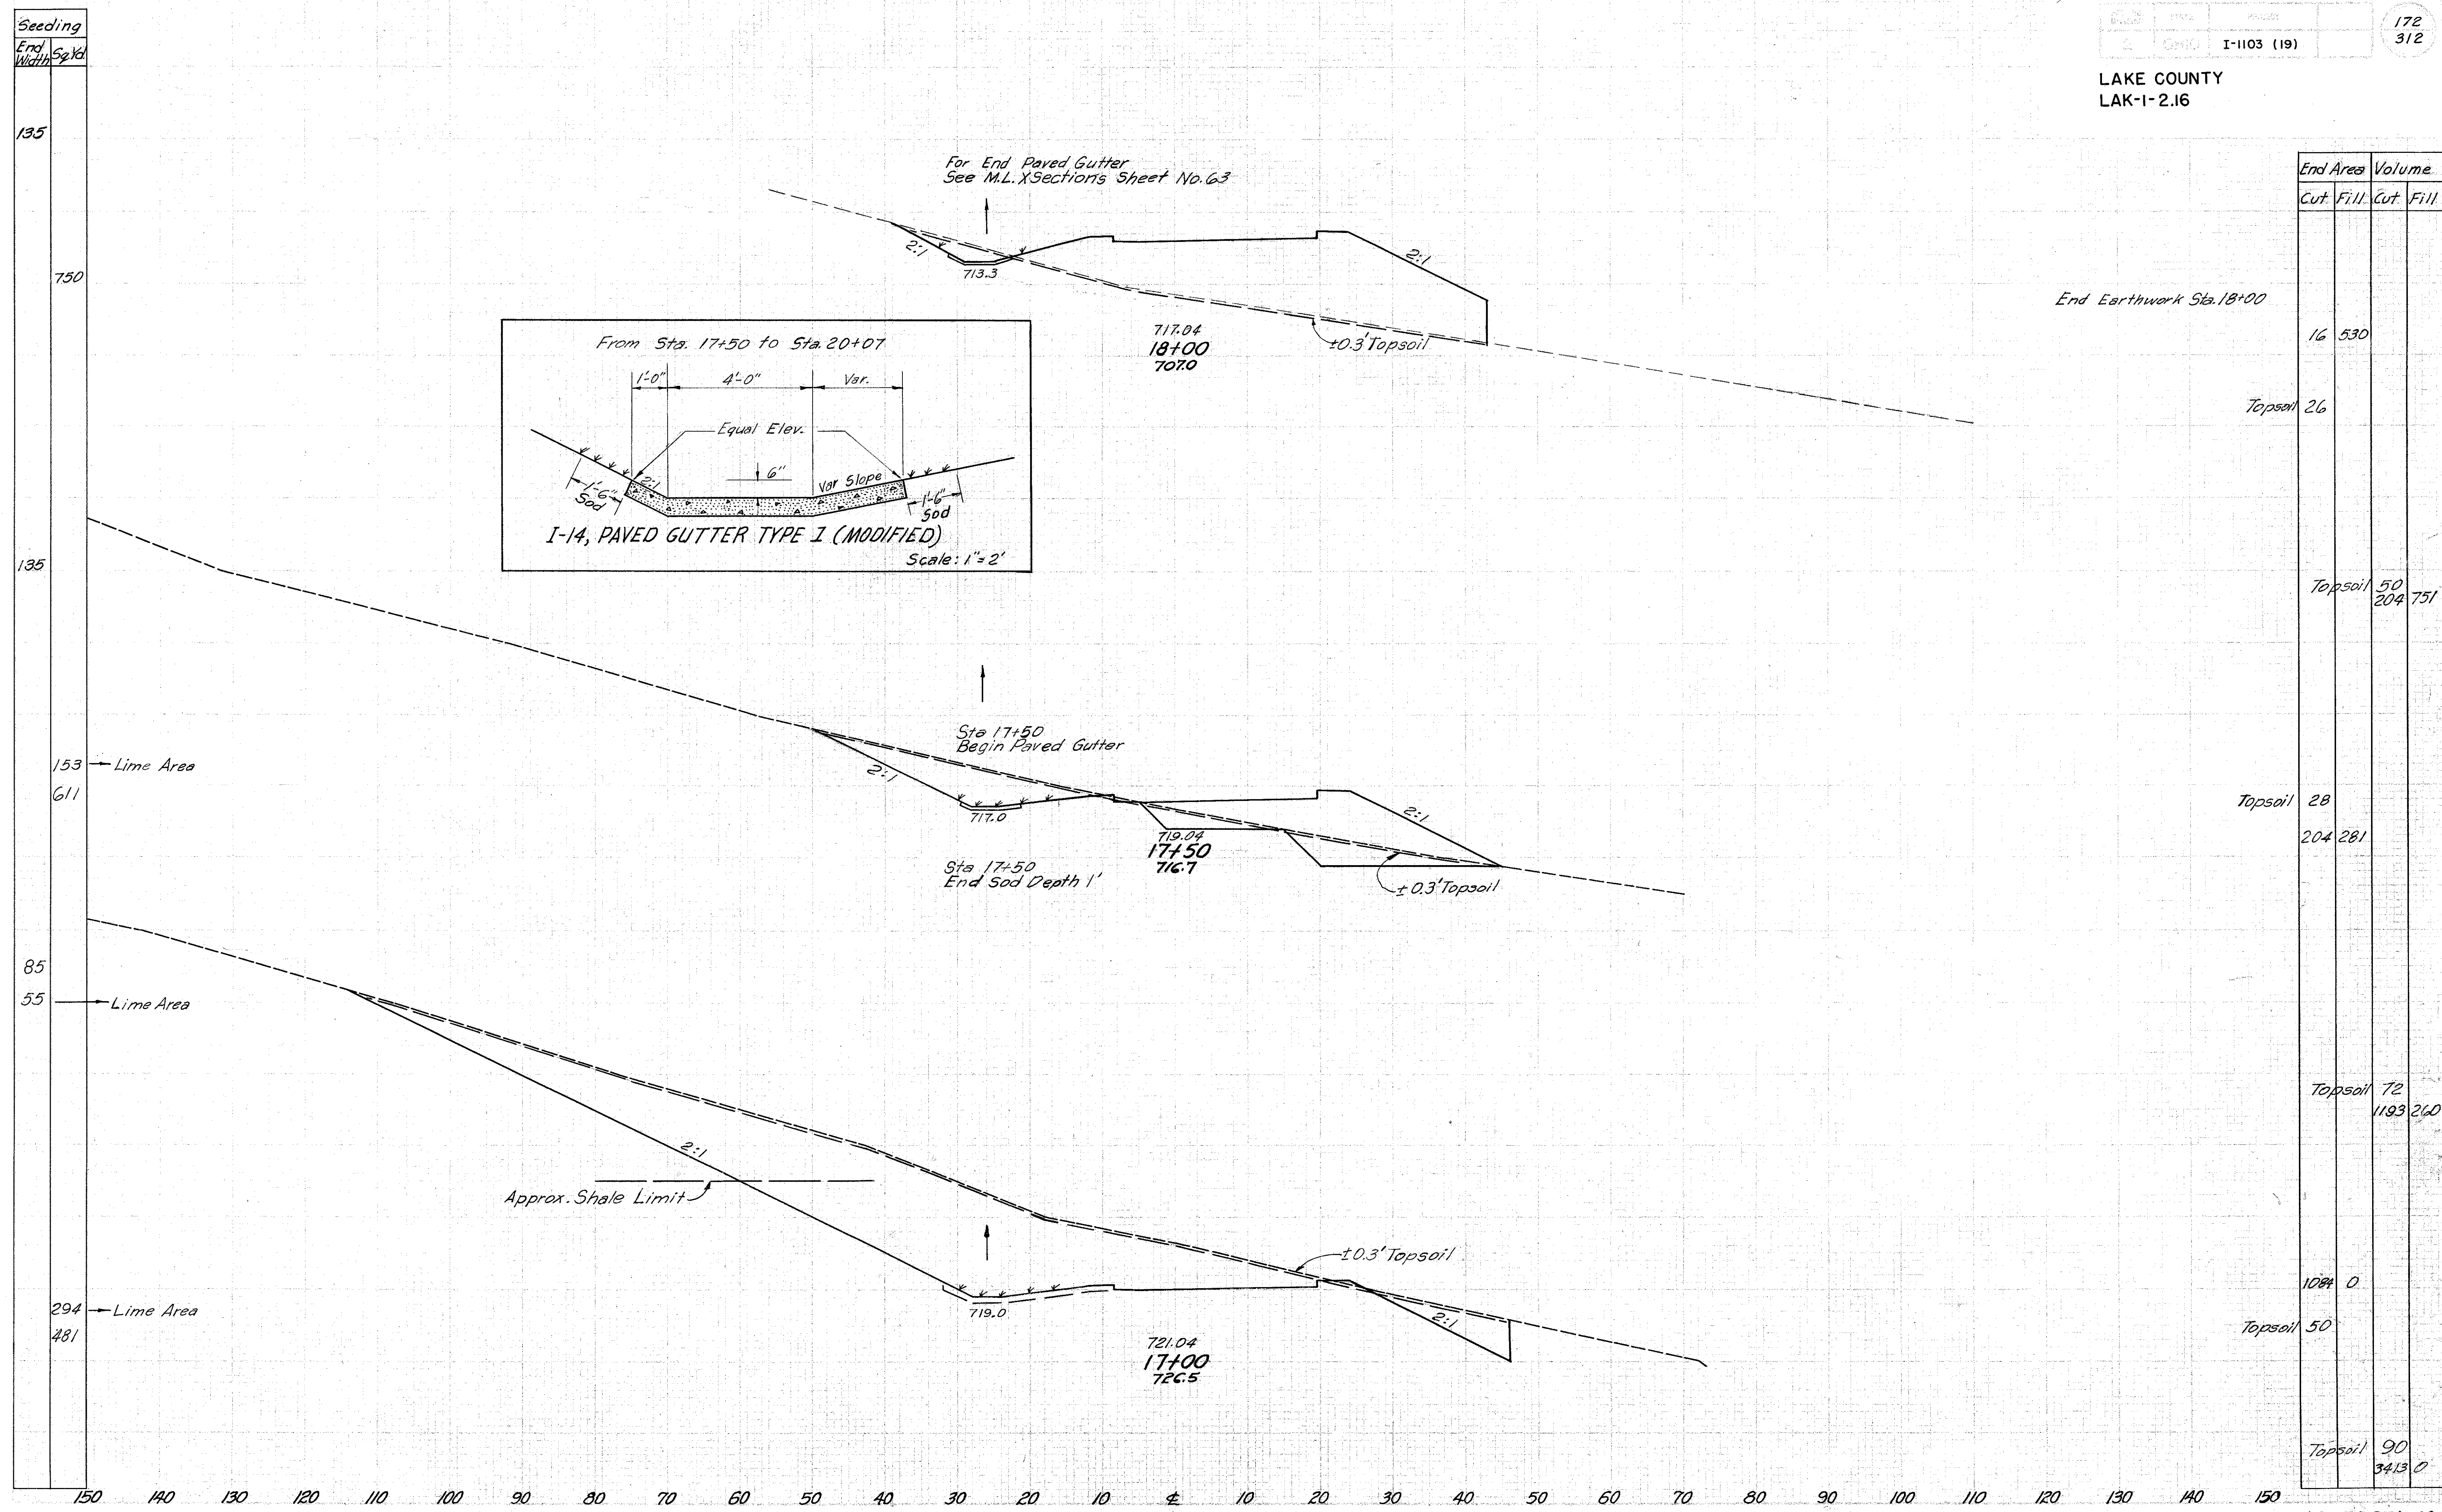 Seeding
End Width
Sq Yd
135
750
135
153
Lime Area
611
85
55
Lime Area
294
Lime Area
481
I-1103 (19)
172
312
LAKE COUNTY
LAK-1-2.16
End Area
Volume
Cut
Fill
Cut
Fill
For End Paved Gutter
See M.L. XSections Sheet No. 63
2:1
713.3
2:1
717.04
18+00
707.0
±0.3' Topsoil
End Earthwork Sta. 18+00
16
530
Topsoil
26
From Sta. 17+50 to Sta. 20+07
1'-0"
4'-0"
Var.
Equal Elev.
6"
2:1
Var Slope
1'-6"
Sod
1'-6"
Sod
I-14, PAVED GUTTER TYPE I (MODIFIED)
Scale: 1"=2'
Topsoil
50
204
751
Sta 17+50
Begin Paved Gutter
2:1
717.0
2:1
719.04
17+50
716.7
Sta 17+50
End Sod Depth 1'
±0.3' Topsoil
Topsoil
28
204
281
Topsoil
72
1193
260
2:1
Approx. Shale Limit
719.0
±0.3' Topsoil
2:1
721.04
17+00
726.5
1084
0
Topsoil
50
Topsoil
90
3413
0
150 140 130 120 110 100 90 80 70 60 50 40 30 20 10 ℄ 10 20 30 40 50 60 70 80 90 100 110 120 130 140 150